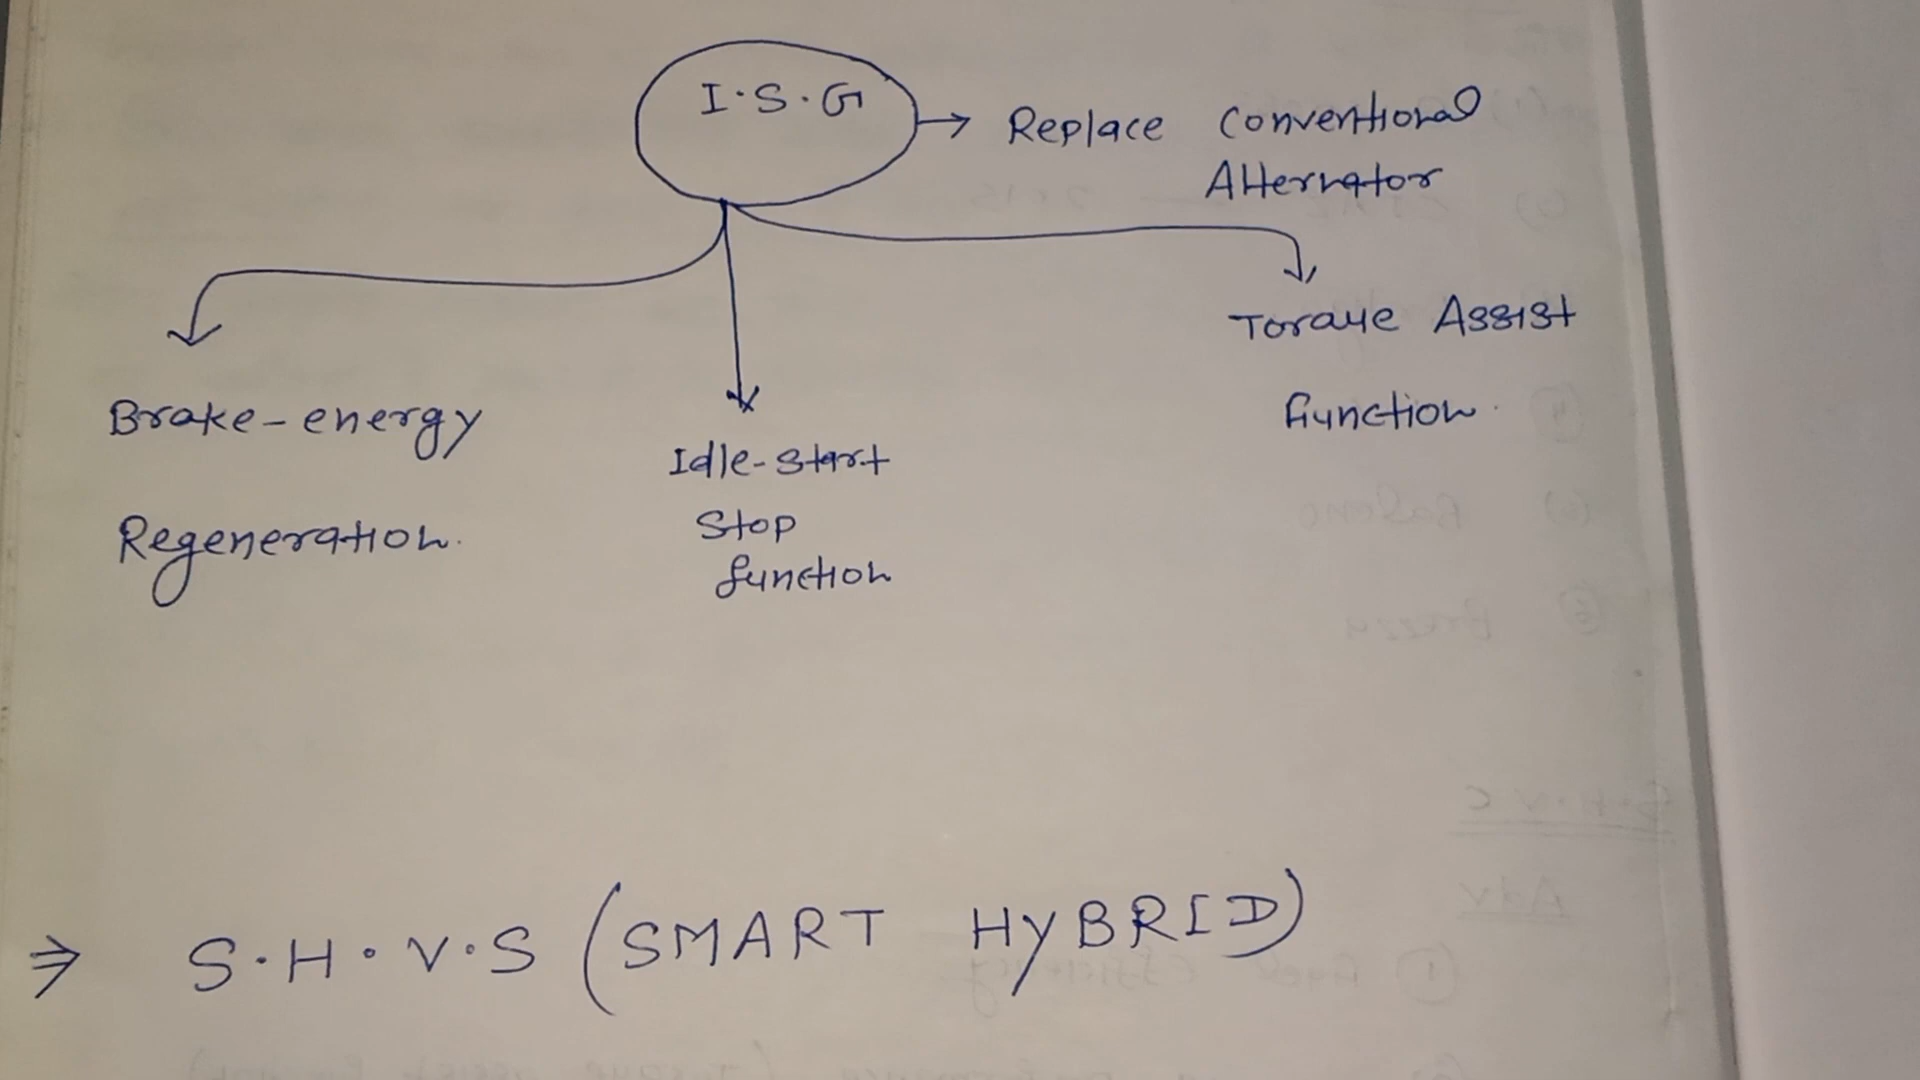 I.S.G → Replace Conventional
Alternator
Brake-energy
Regeneration.
Idle-start
Stop
function
Torque Assist
function.
⇒ S.H.V.S (SMART HYBRID)